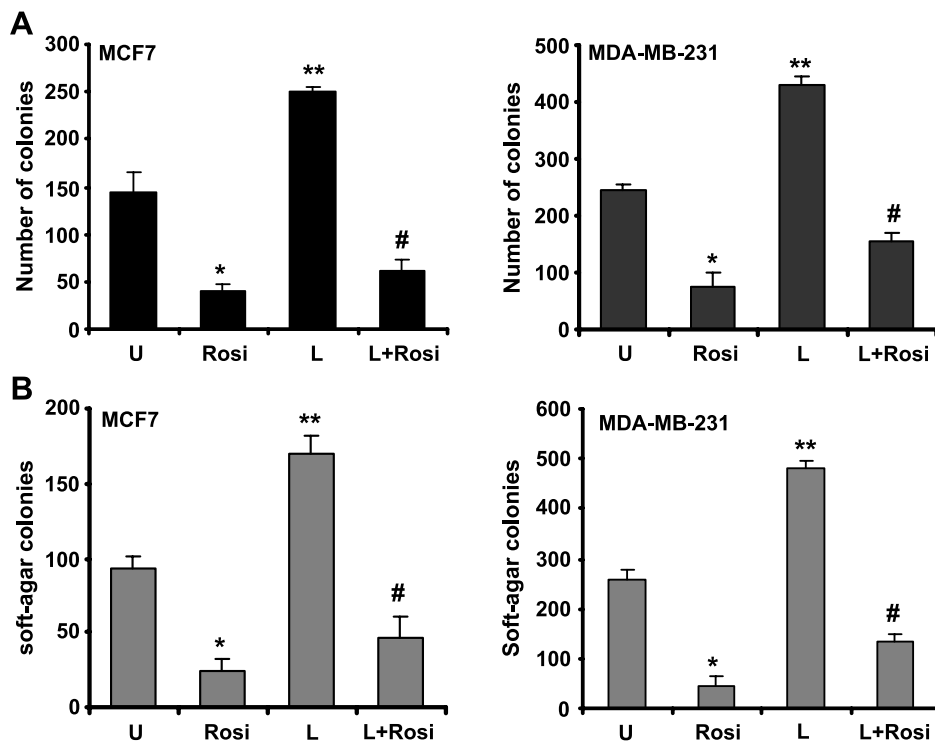 A
MCF7
Number of colonies
300
250
200
150
100
50
0
**
*
#
U Rosi L L+Rosi
MDA-MB-231
Number of colonies
500
400
300
200
100
0
**
*
#
U Rosi L L+Rosi
B
MCF7
soft-agar colonies
200
150
100
50
0
**
*
#
U Rosi L L+Rosi
MDA-MB-231
Soft-agar colonies
600
500
400
300
200
100
0
**
*
#
U Rosi L L+Rosi